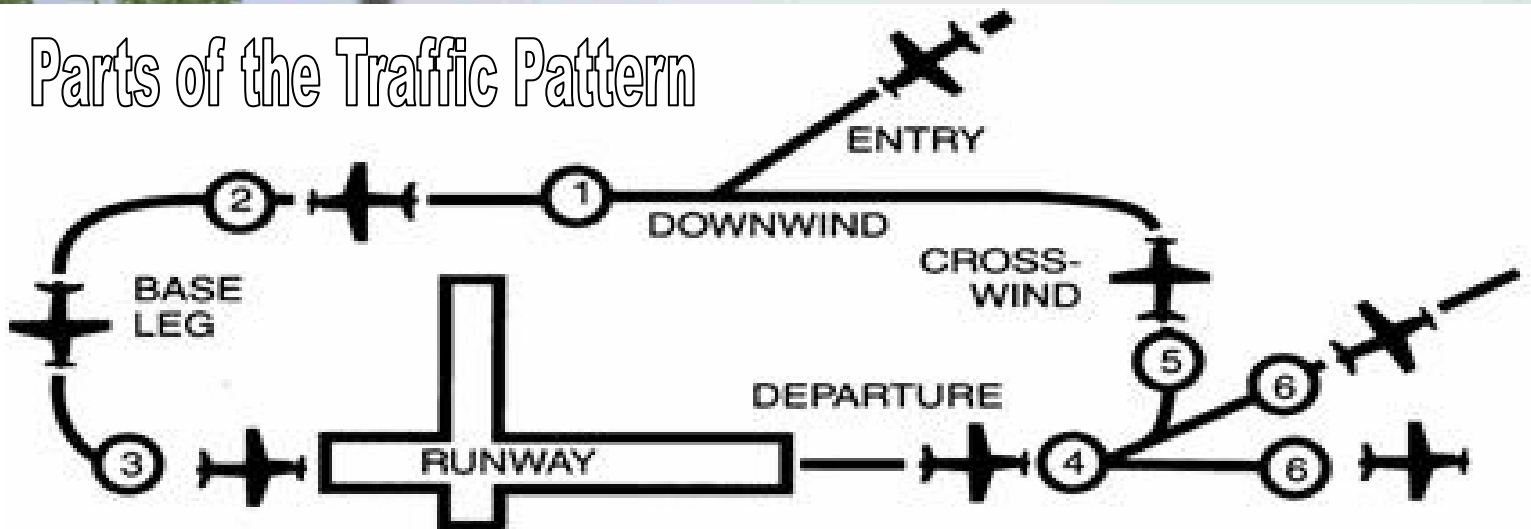 Parts of the Traffic Pattern
ENTRY
2
1
DOWNWIND
CROSS-
WIND
BASE
LEG
5
6
DEPARTURE
3
RUNWAY
4
6